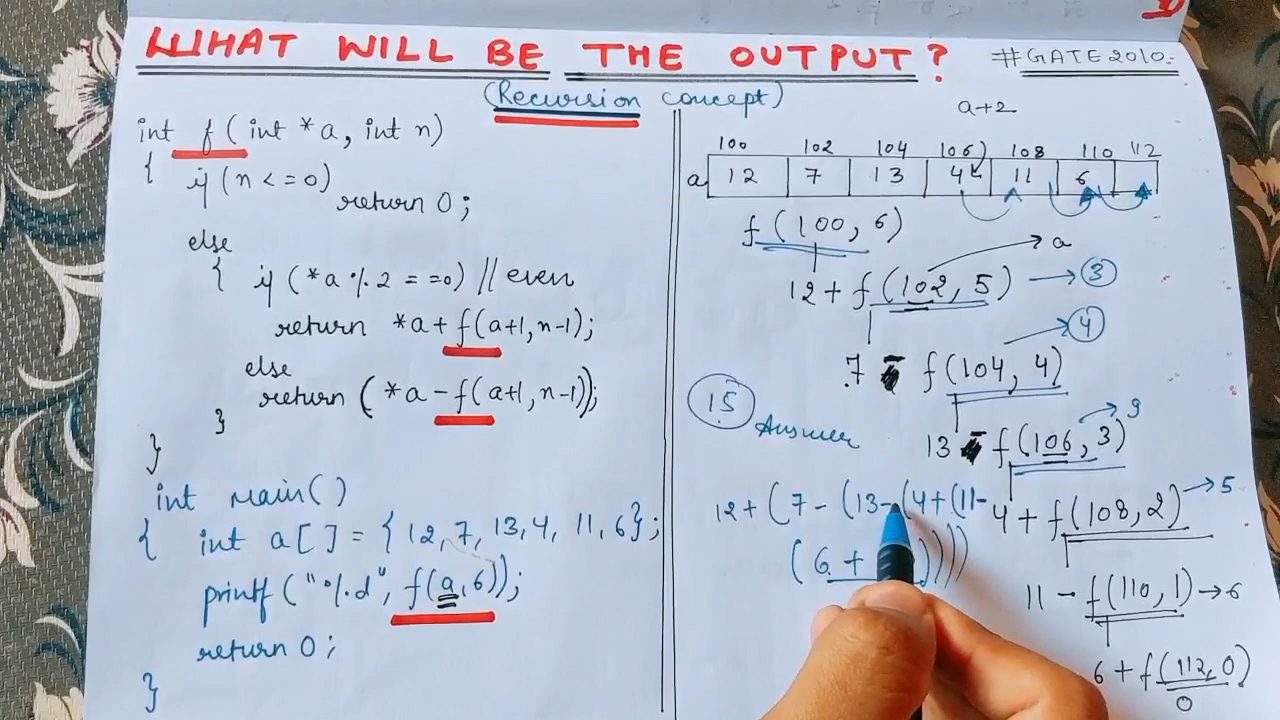 WHAT WILL BE THE OUTPUT?
#GATE2010.
(Recursion concept)
int f(int *a, int n)
{ if (n <= 0)
return 0;
else
{ if (*a % 2 == 0) // even
return *a + f(a+1, n-1);
else
return (*a - f(a+1, n-1));
}
}
int main()
{ int a[] = {12, 7, 13, 4, 11, 6};
printf("%d", f(a,6));
return 0;
}
a+2
100 102 104 106 108 110 112
a 12 7 13 4 11 6
f(100, 6)
12 + f(102, 5) → 3
a
7 - f(104, 4)
4
13 - f(106, 3)
9
4 + f(108, 2) → 5
11 - f(110, 1) → 6
6 + f(112, 0)
0
15 Answer
12 + (7 - (13 - (4 + (11 -
(6 + ))))